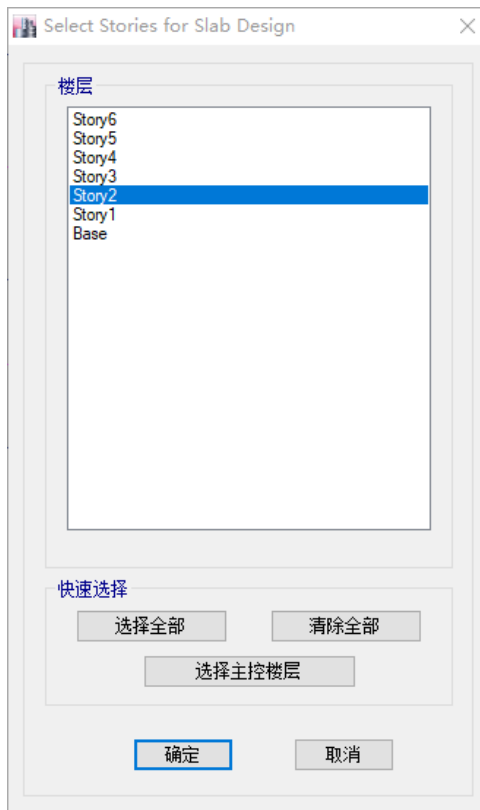 Select Stories for Slab Design
楼层
Story6
Story5
Story4
Story3
Story2
Story1
Base
快速选择
选择全部 清除全部
选择主控楼层
确定 取消